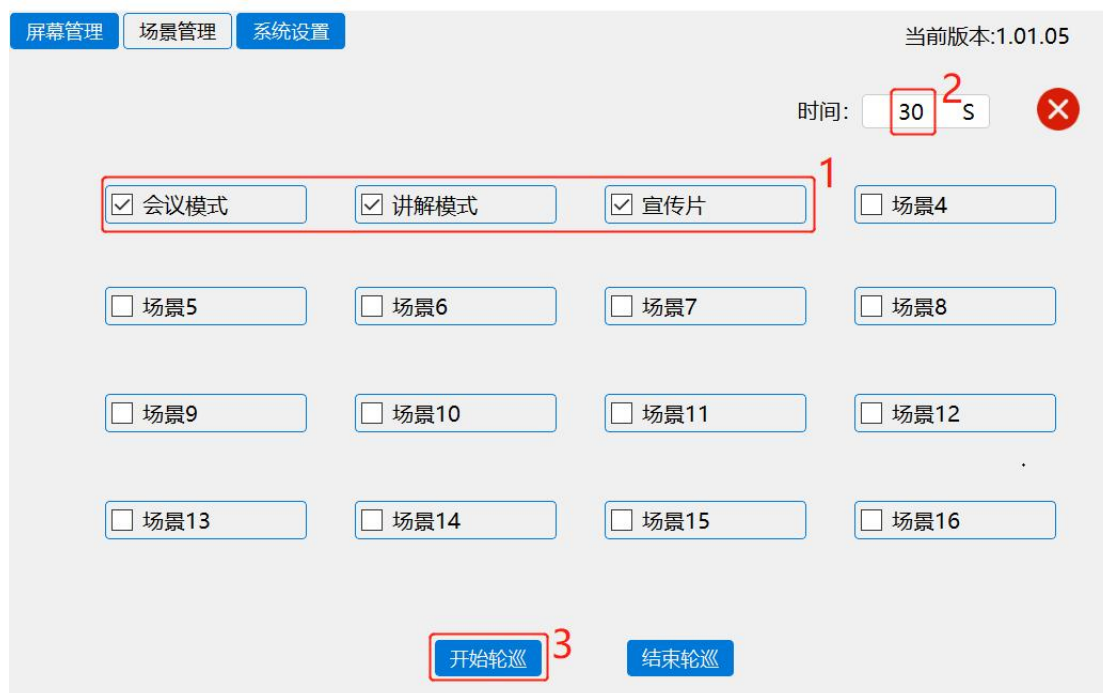 屏幕管理 场景管理 系统设置 当前版本:1.01.05
时间: 30 S 2
1
会议模式 讲解模式 宣传片 场景4
场景5 场景6 场景7 场景8
场景9 场景10 场景11 场景12
场景13 场景14 场景15 场景16
开始轮巡 3 结束轮巡